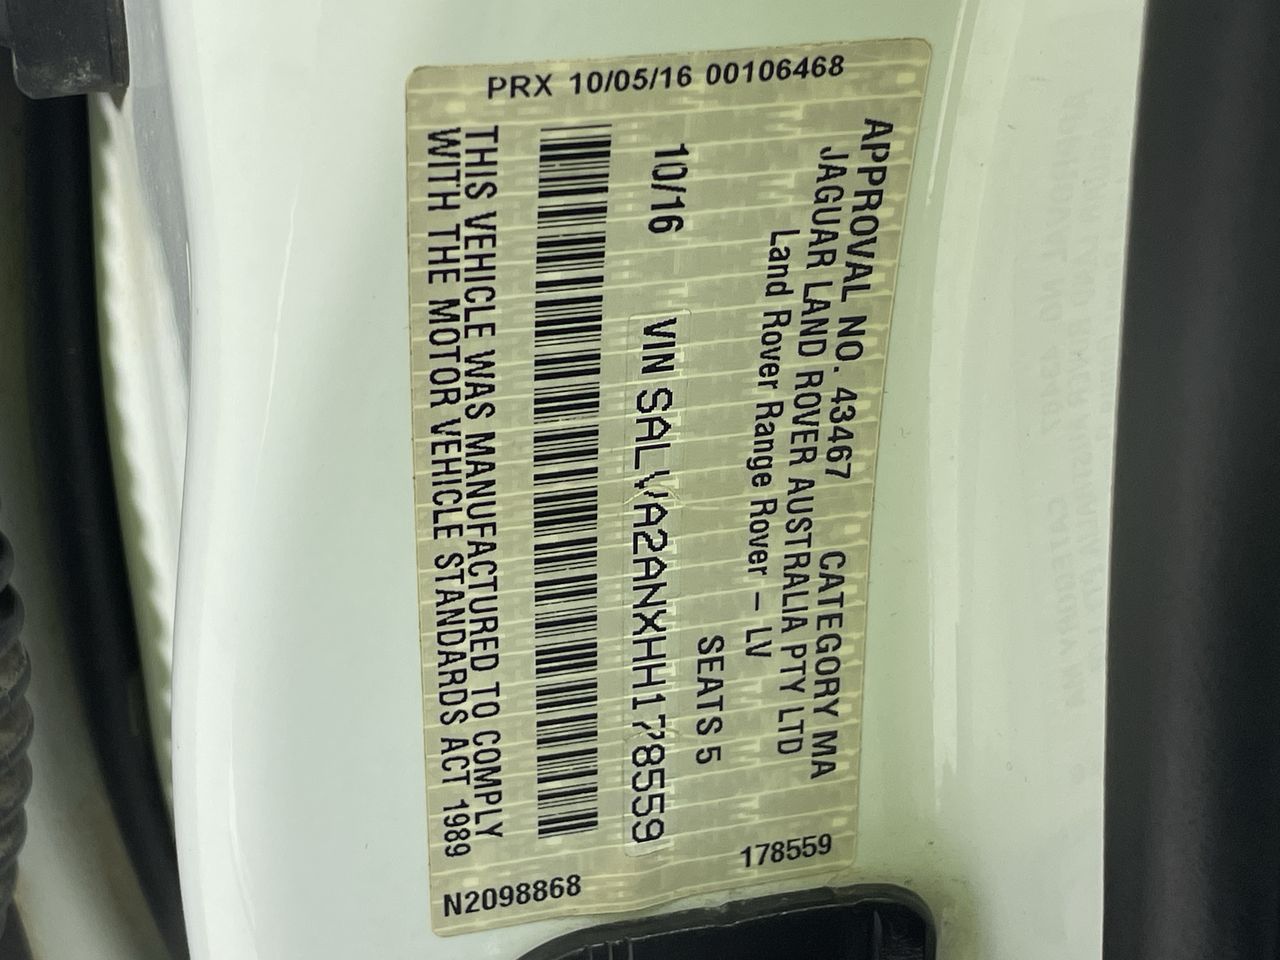 PRX 10/05/16 00106468
APPROVAL NO. 43467 CATEGORY MA
JAGUAR LAND ROVER AUSTRALIA PTY LTD
Land Rover Range Rover – LV
SEATS 5
10/16 VIN SALVA2ANXHH178559
THIS VEHICLE WAS MANUFACTURED TO COMPLY
WITH THE MOTOR VEHICLE STANDARDS ACT 1989
178559
N2098868